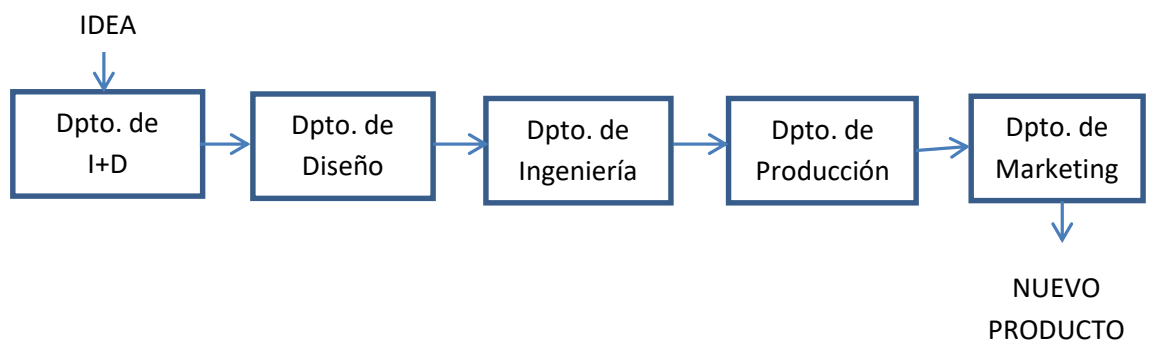 IDEA
Dpto. de
I+D
Dpto. de
Diseño
Dpto. de
Ingeniería
Dpto. de
Producción
Dpto. de
Marketing
NUEVO
PRODUCTO